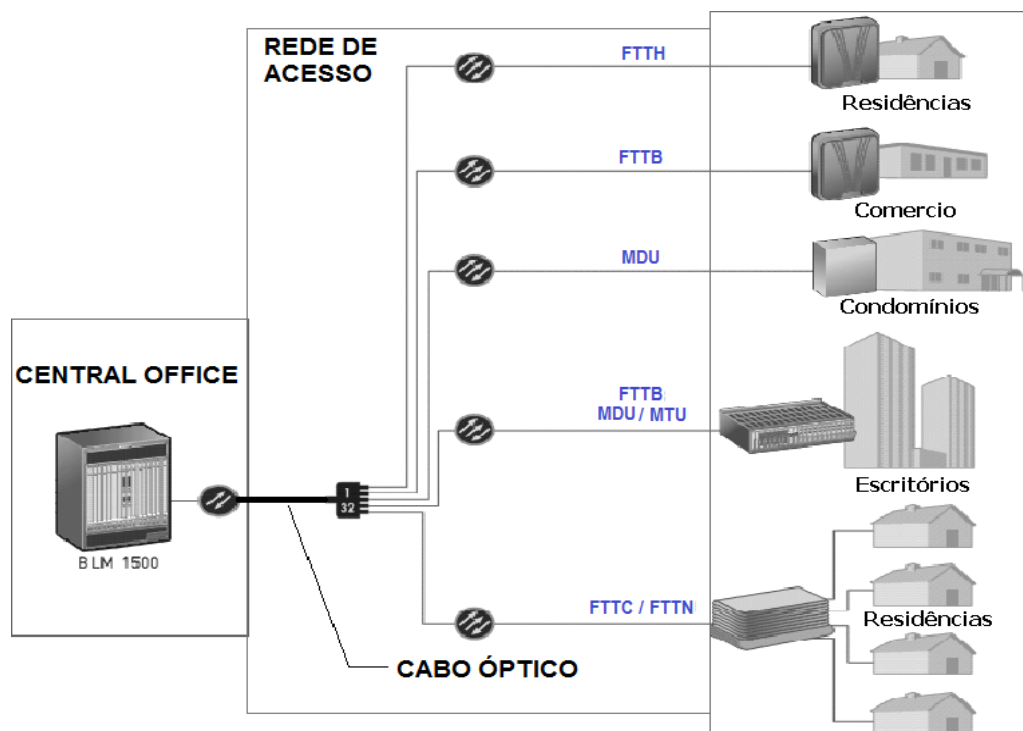 REDE DE
ACESSO
FTTH
Residências
FTTB
Comercio
MDU
Condomínios
CENTRAL OFFICE
FTTB
MDU / MTU
Escritórios
1
32
BLM 1500
FTTC / FTTN
Residências
CABO ÓPTICO